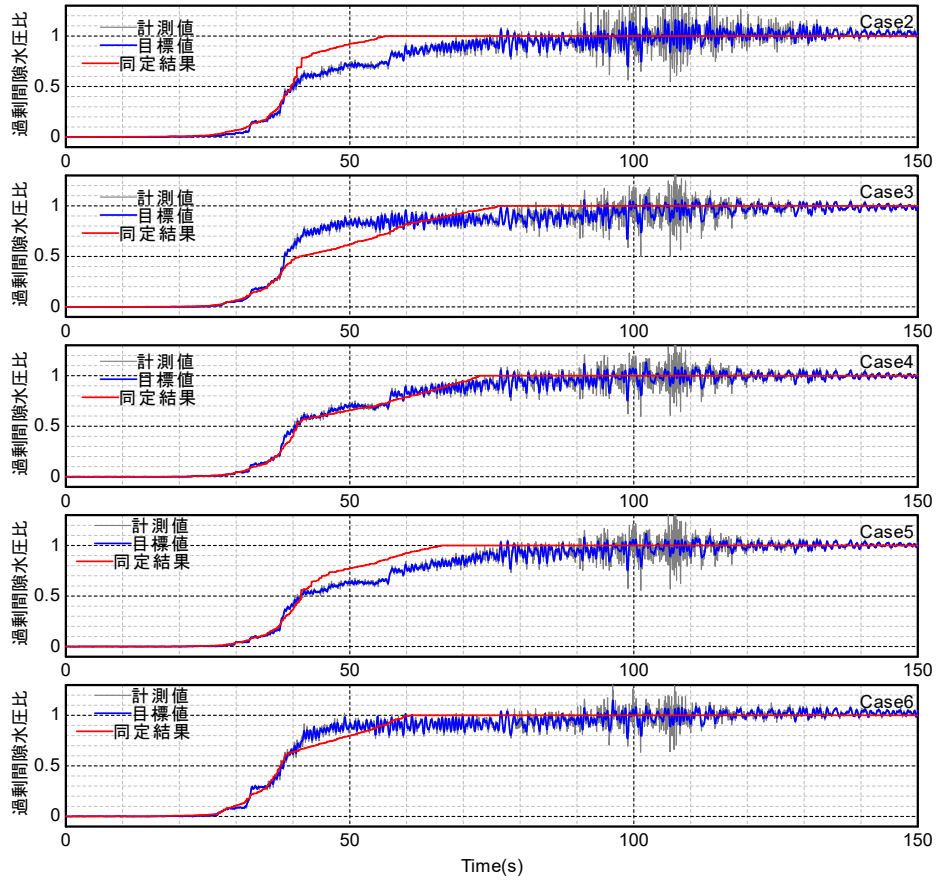 過剰間隙水圧比
1
0.5
0
計測値
目標値
同定結果
Case2
0 50 100 150
過剰間隙水圧比
1
0.5
0
計測値
目標値
同定結果
Case3
0 50 100 150
過剰間隙水圧比
1
0.5
0
計測値
目標値
同定結果
Case4
0 50 100 150
過剰間隙水圧比
1
0.5
0
計測値
目標値
同定結果
Case5
0 50 100 150
過剰間隙水圧比
1
0.5
0
計測値
目標値
同定結果
Case6
0 50 100 150
Time(s)